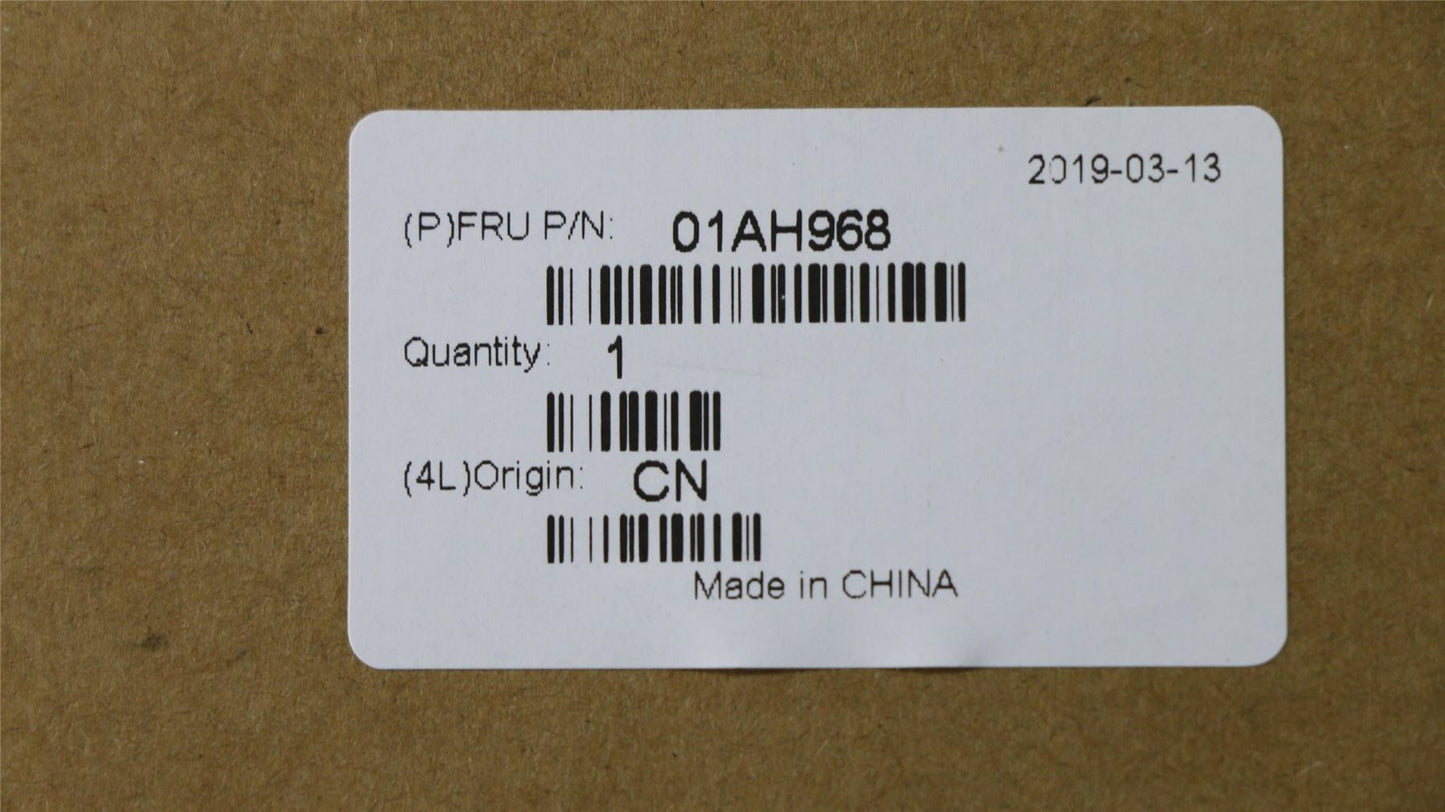 2019-03-13
(P)FRU P/N: 01AH968
Quantity: 1
(4L)Origin: CN
Made in CHINA